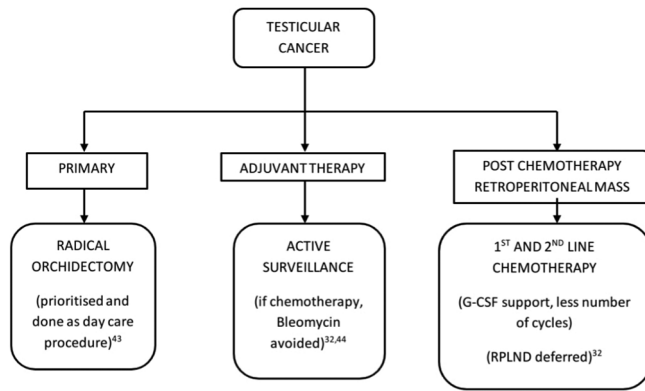 TESTICULAR
CANCER
PRIMARY
ADJUVANT THERAPY
POST CHEMOTHERAPY
RETROPERITONEAL MASS
RADICAL
ORCHIDECTOMY
(prioritised and
done as day care
procedure)43
ACTIVE
SURVEILLANCE
(if chemotherapy,
Bleomycin
avoided)32,44
1ST AND 2ND LINE
CHEMOTHERAPY
(G-CSF support, less number
of cycles)
(RPLND deferred)32